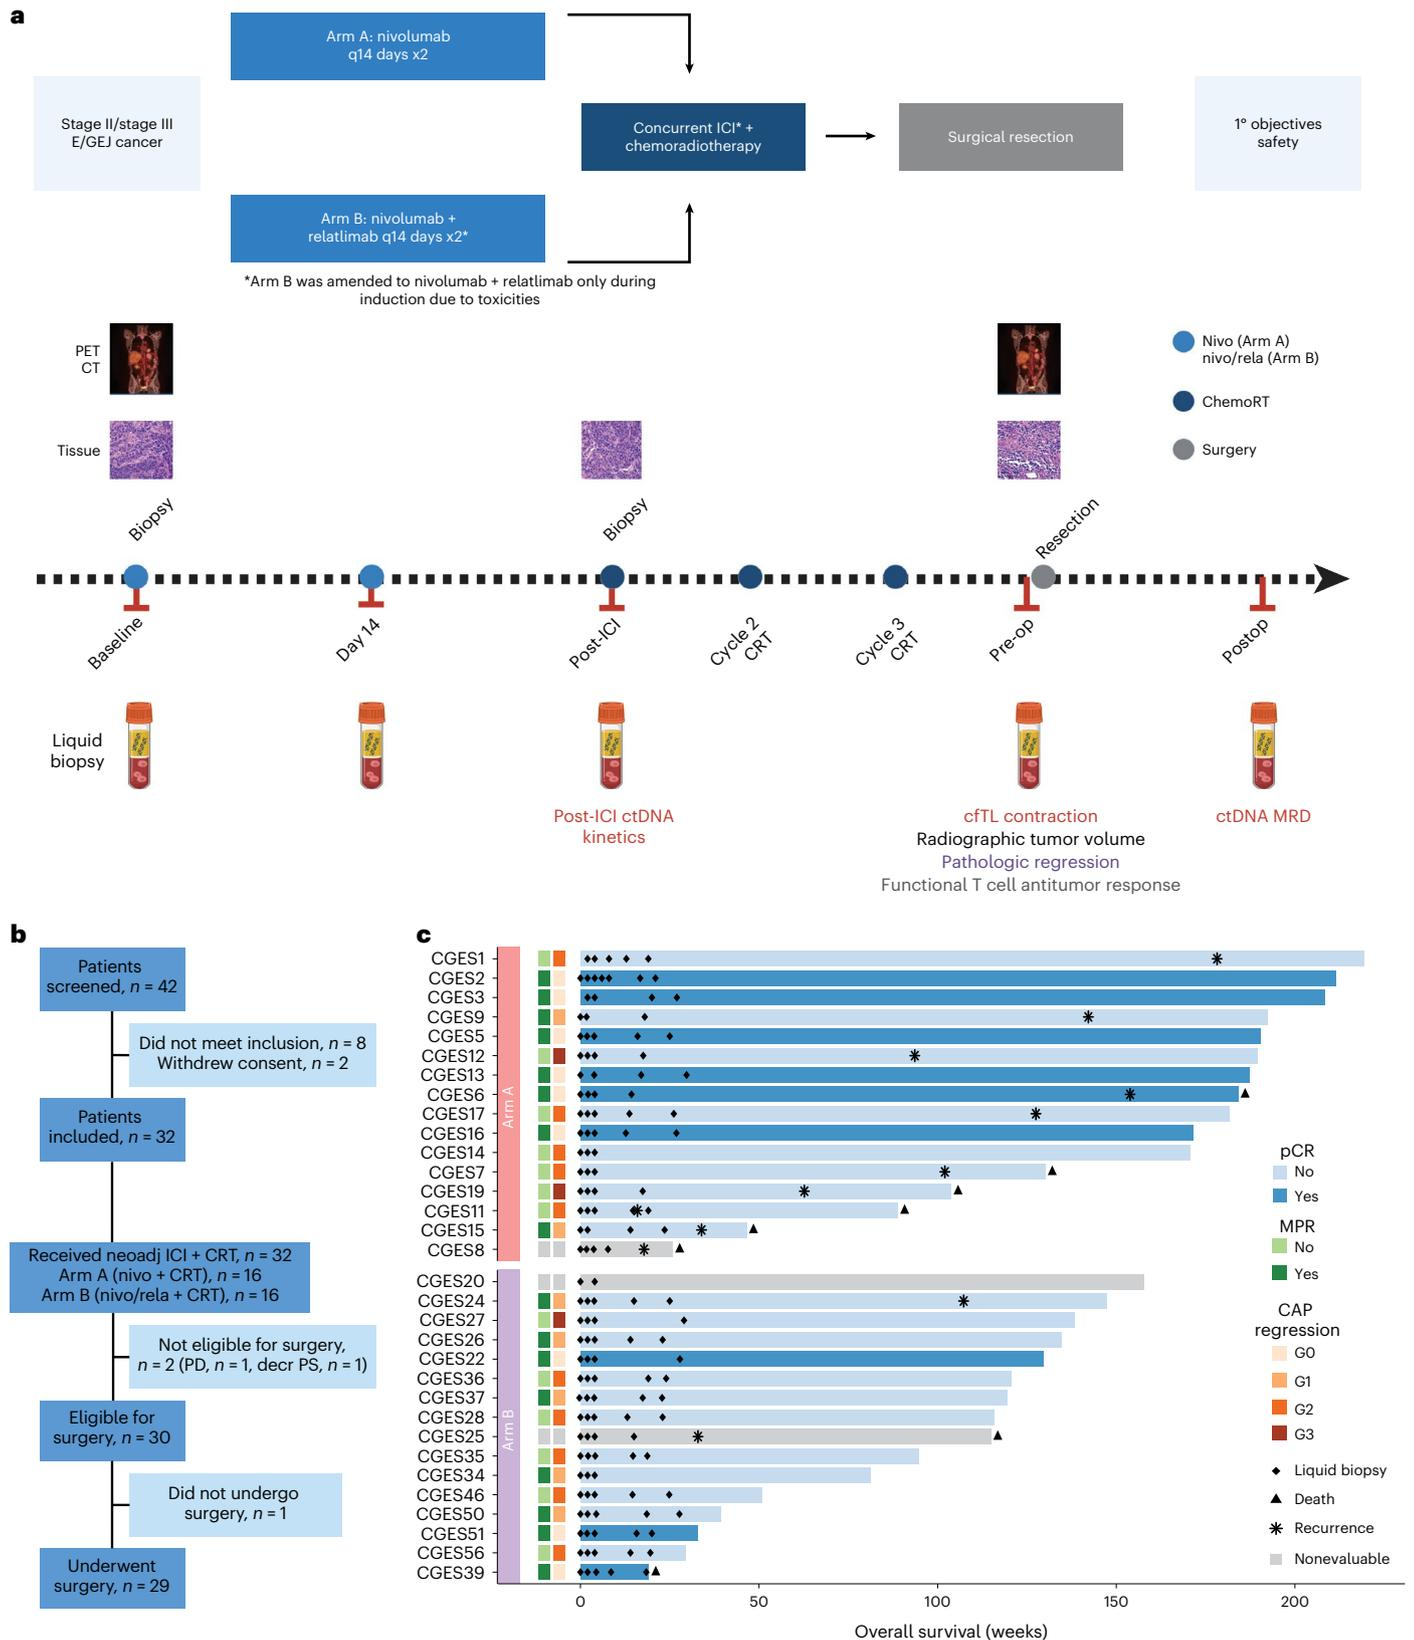 a
Arm A: nivolumab
q14 days x2
Stage II/stage III
E/GEJ cancer
Concurrent ICI* +
chemoradiotherapy
Surgical resection
1° objectives
safety
Arm B: nivolumab +
relatlimab q14 days x2*
*Arm B was amended to nivolumab + relatlimab only during
induction due to toxicities
PET
CT
Nivo (Arm A)
nivo/rela (Arm B)
ChemoRT
Tissue
Surgery
Biopsy
Biopsy
Resection
Baseline
Day 14
Post-ICI
Cycle 2
CRT
Cycle 3
CRT
Pre-op
Postop
Liquid
biopsy
Post-ICI ctDNA
kinetics
cfTL contraction
Radiographic tumor volume
Pathologic regression
Functional T cell antitumor response
ctDNA MRD
b
Patients
screened, n = 42
Did not meet inclusion, n = 8
Withdrew consent, n = 2
Patients
included, n = 32
Received neoadj ICI + CRT, n = 32
Arm A (nivo + CRT), n = 16
Arm B (nivo/rela + CRT), n = 16
Not eligible for surgery,
n = 2 (PD, n = 1, decr PS, n = 1)
Eligible for
surgery, n = 30
Did not undergo
surgery, n = 1
Underwent
surgery, n = 29
c
CGES1
CGES2
CGES3
CGES9
CGES5
CGES12
CGES13
CGES6
CGES17
CGES16
CGES14
CGES7
CGES19
CGES11
CGES15
CGES8
Arm A
CGES20
CGES24
CGES27
CGES26
CGES22
CGES36
CGES37
CGES28
CGES25
CGES35
CGES34
CGES46
CGES50
CGES51
CGES56
CGES39
Arm B
pCR
No
Yes
MPR
No
Yes
CAP
regression
G0
G1
G2
G3
Liquid biopsy
Death
Recurrence
Nonevaluable
0 50 100 150 200
Overall survival (weeks)